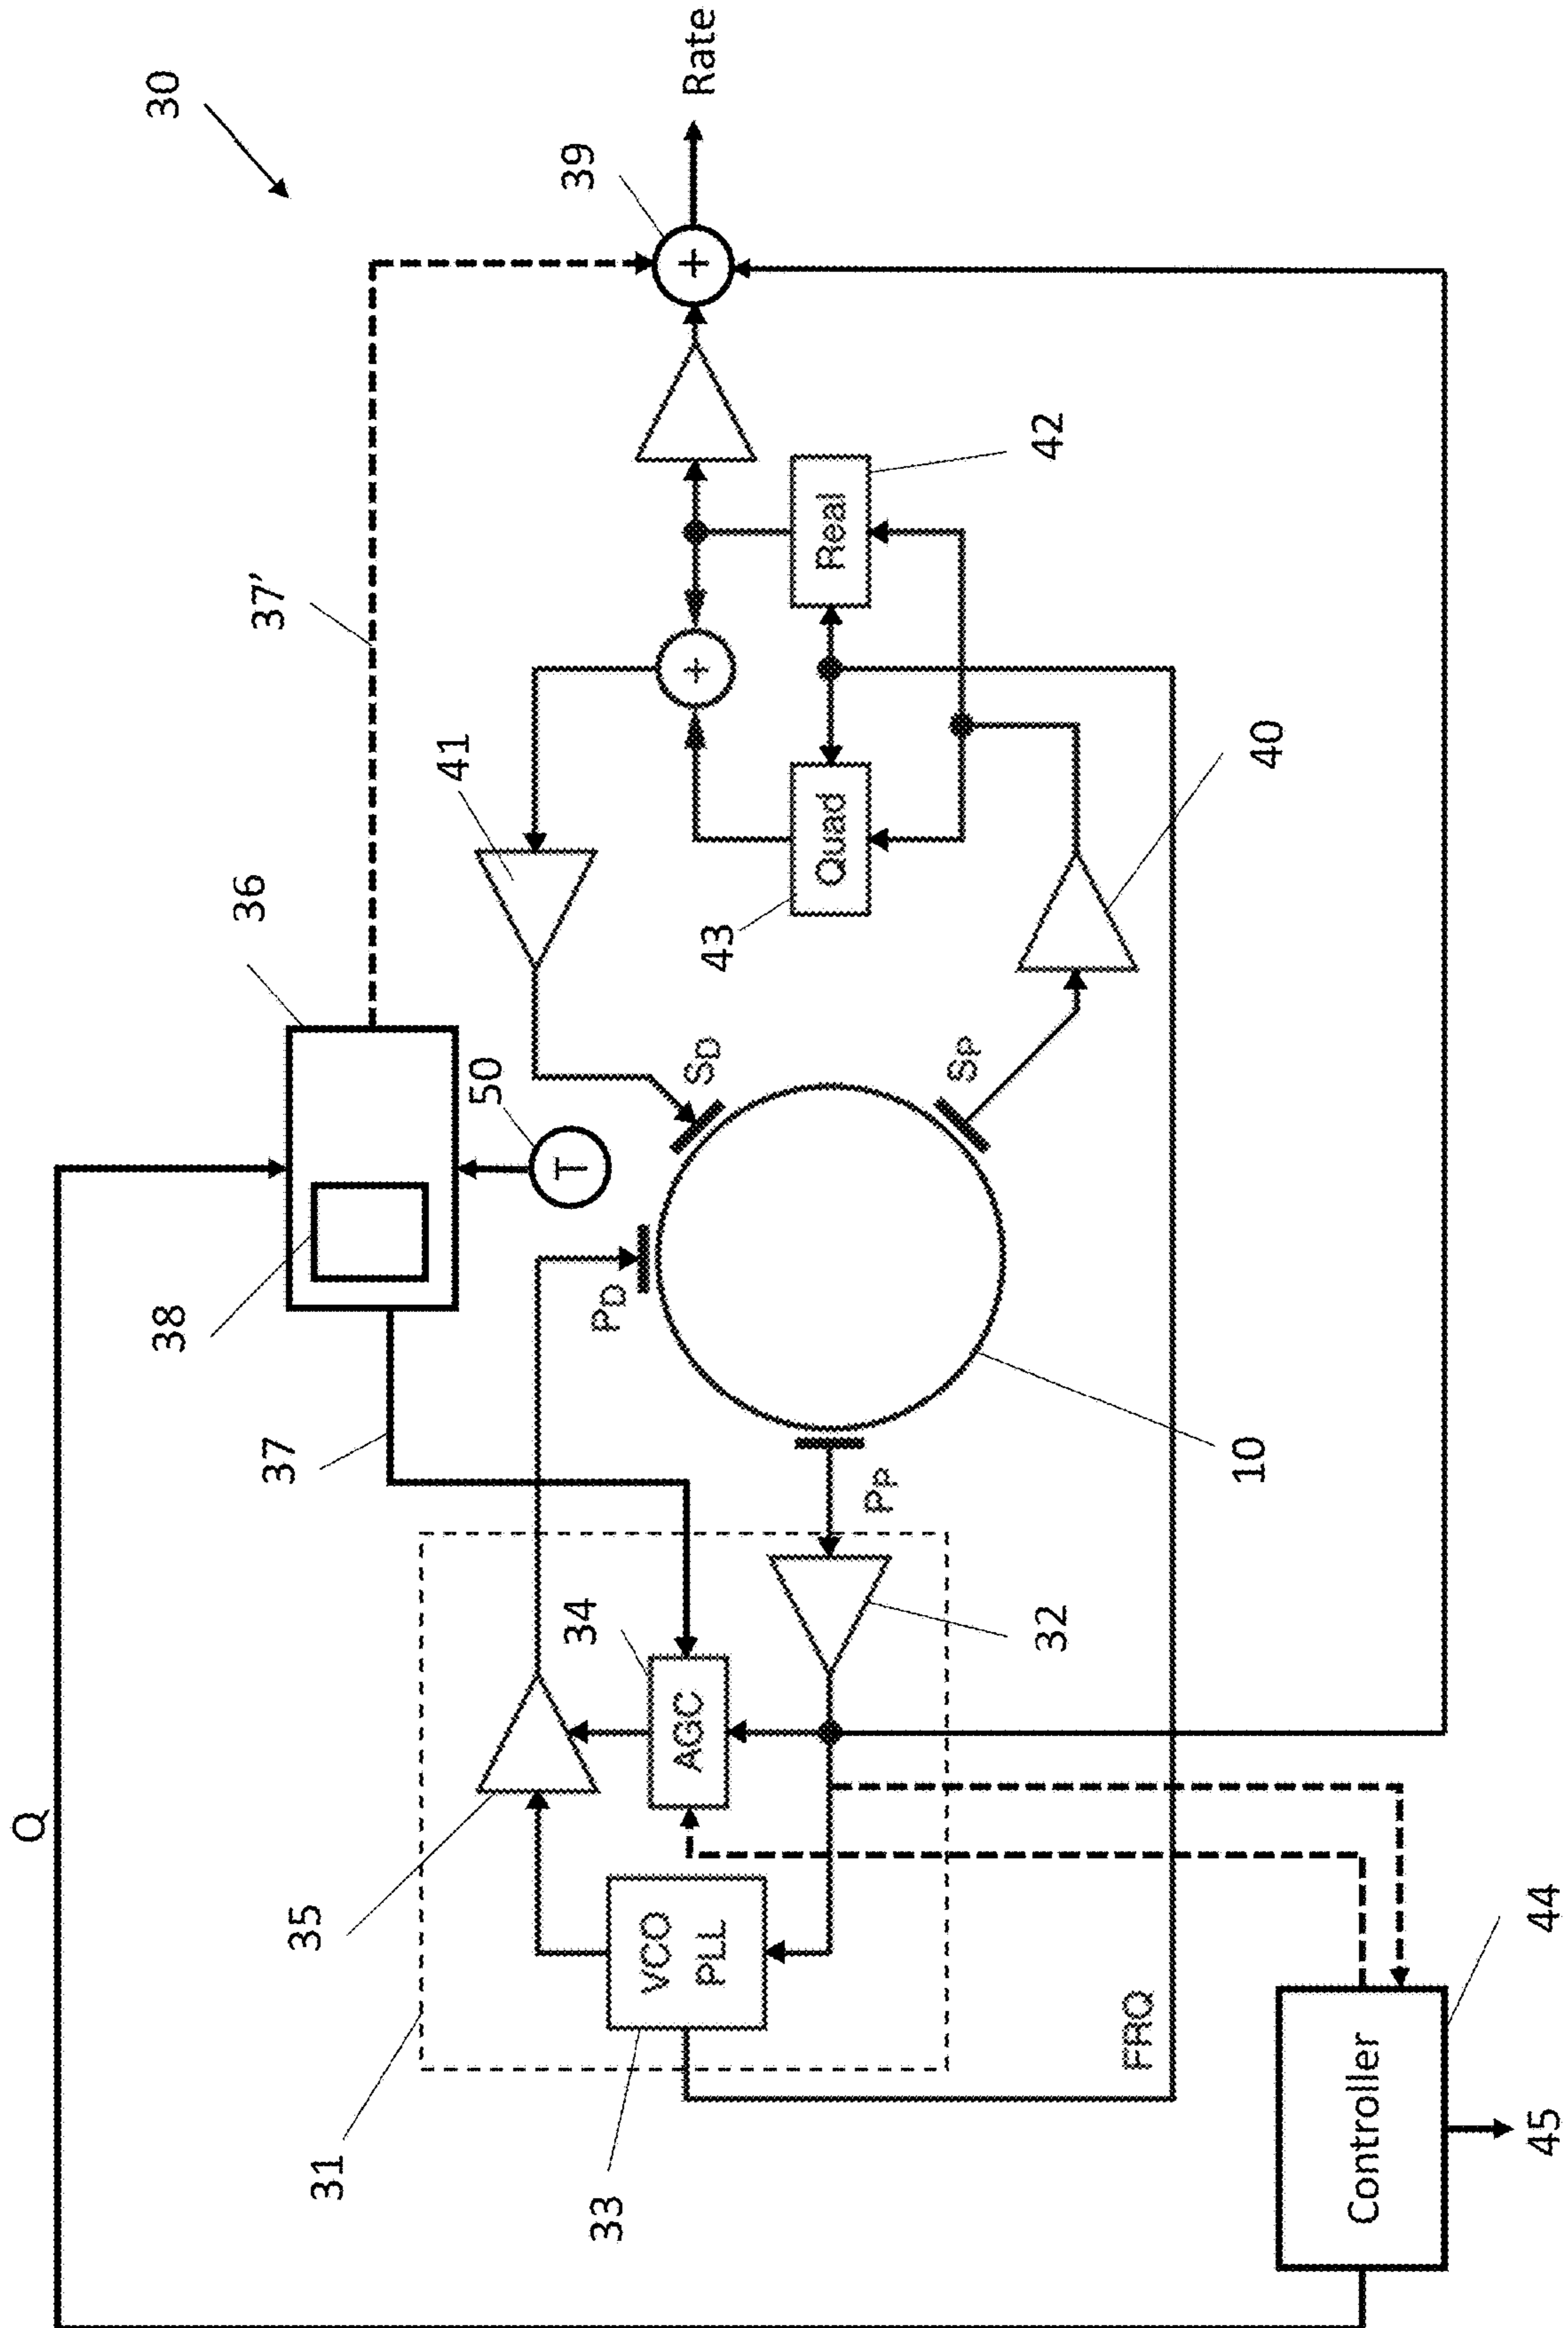 30
Rate
39
37'
36
50
T
38
37
Q
41
42
Real
+
+
Quad
43
40
SD
SP
PD
PP
10
34
AGC
32
35
VCO
PLL
31
33
FRQ
Controller
44
45